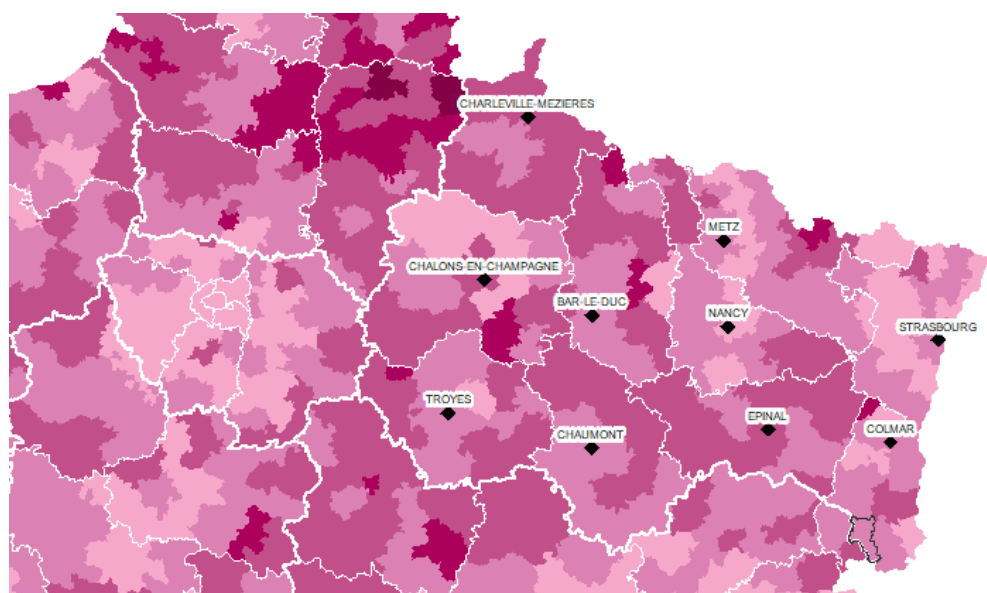 CHARLEVILLE-MEZIERES
METZ
CHALONS-EN-CHAMPAGNE
BAR-LE-DUC
NANCY
STRASBOURG
TROYES
EPINAL
CHAUMONT
COLMAR